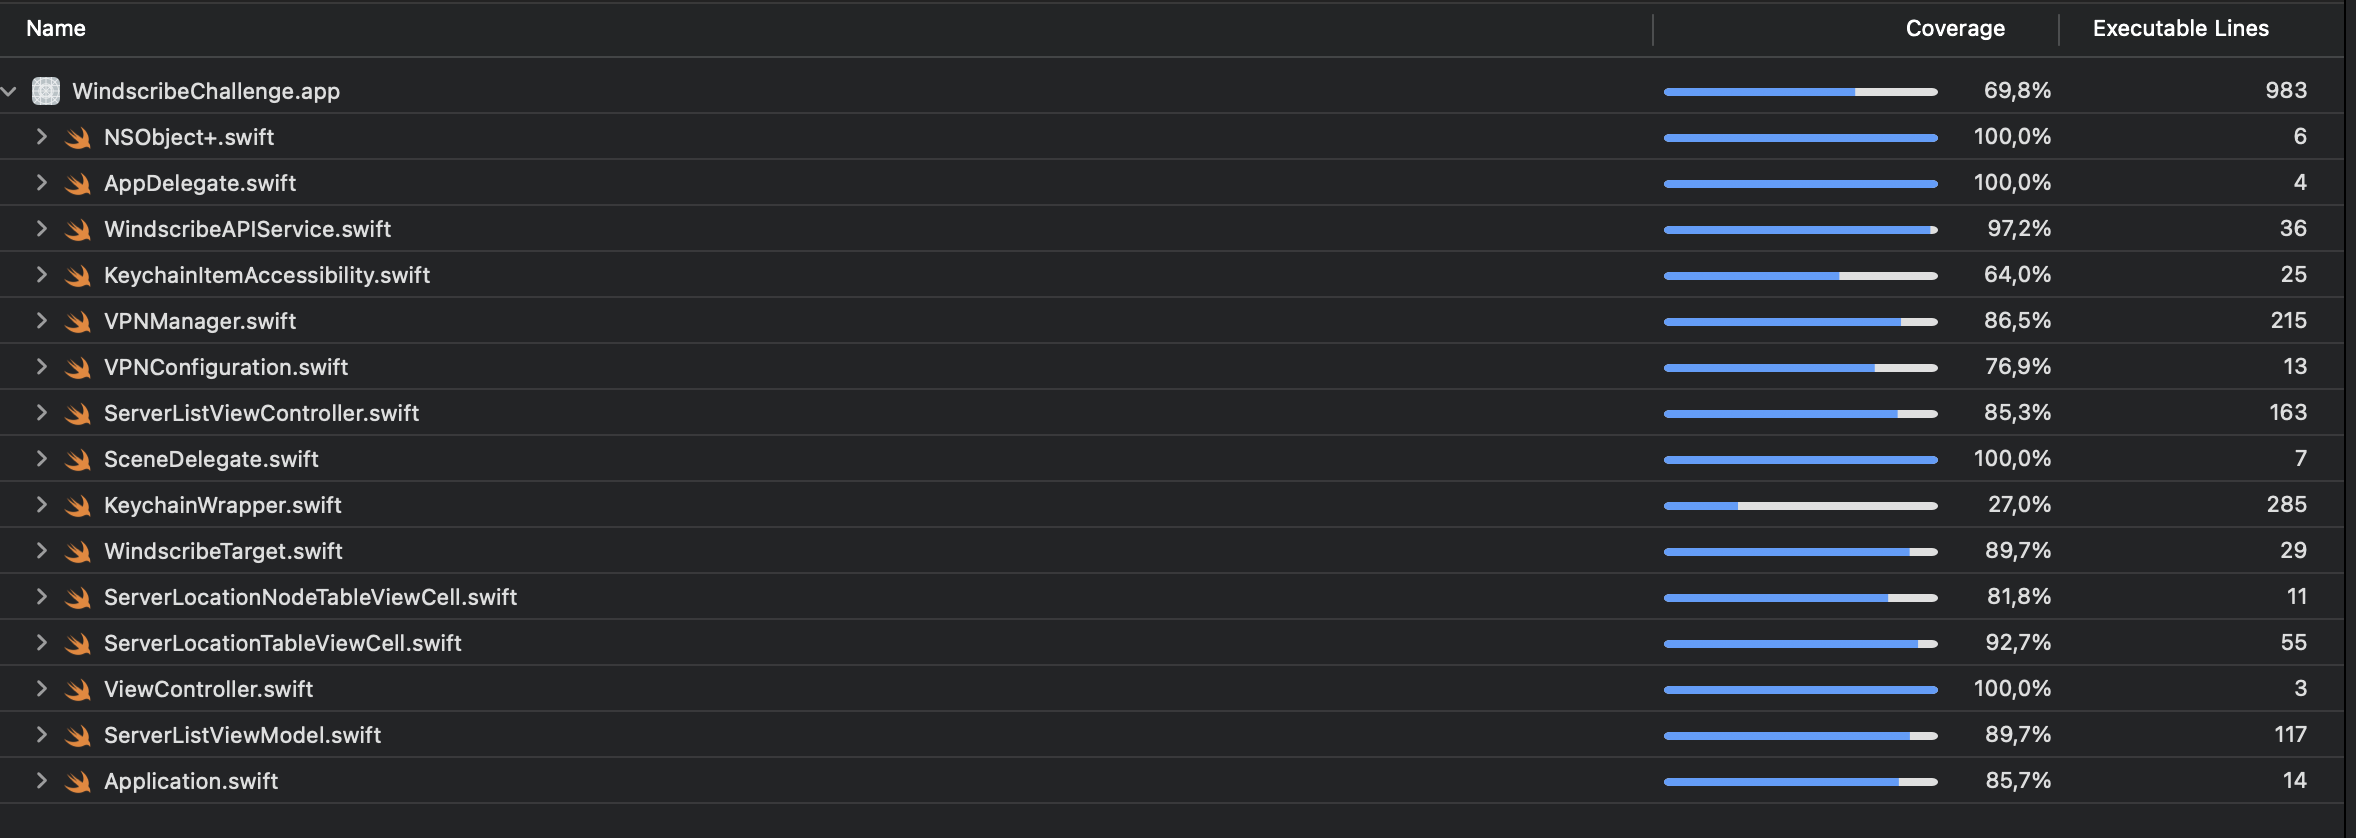 Name Coverage Executable Lines
WindscribeChallenge.app 69,8% 983
NSObject+.swift 100,0% 6
AppDelegate.swift 100,0% 4
WindscribeAPIService.swift 97,2% 36
KeychainItemAccessibility.swift 64,0% 25
VPNManager.swift 86,5% 215
VPNConfiguration.swift 76,9% 13
ServerListViewController.swift 85,3% 163
SceneDelegate.swift 100,0% 7
KeychainWrapper.swift 27,0% 285
WindscribeTarget.swift 89,7% 29
ServerLocationNodeTableViewCell.swift 81,8% 11
ServerLocationTableViewCell.swift 92,7% 55
ViewController.swift 100,0% 3
ServerListViewModel.swift 89,7% 117
Application.swift 85,7% 14